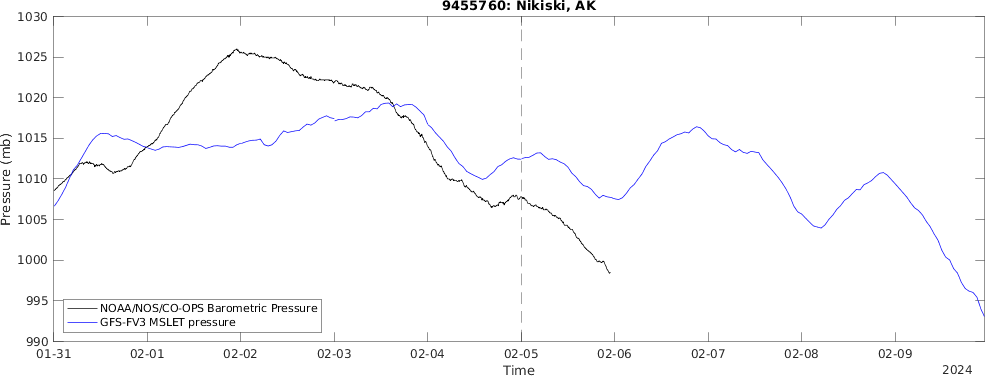 9455760: Nikiski, AK
Pressure (mb)
1030
1025
1020
1015
1010
1005
1000
995
990
NOAA/NOS/CO-OPS Barometric Pressure
GFS-FV3 MSLET pressure
01-31 02-01 02-02 02-03 02-04 02-05 02-06 02-07 02-08 02-09
Time
2024